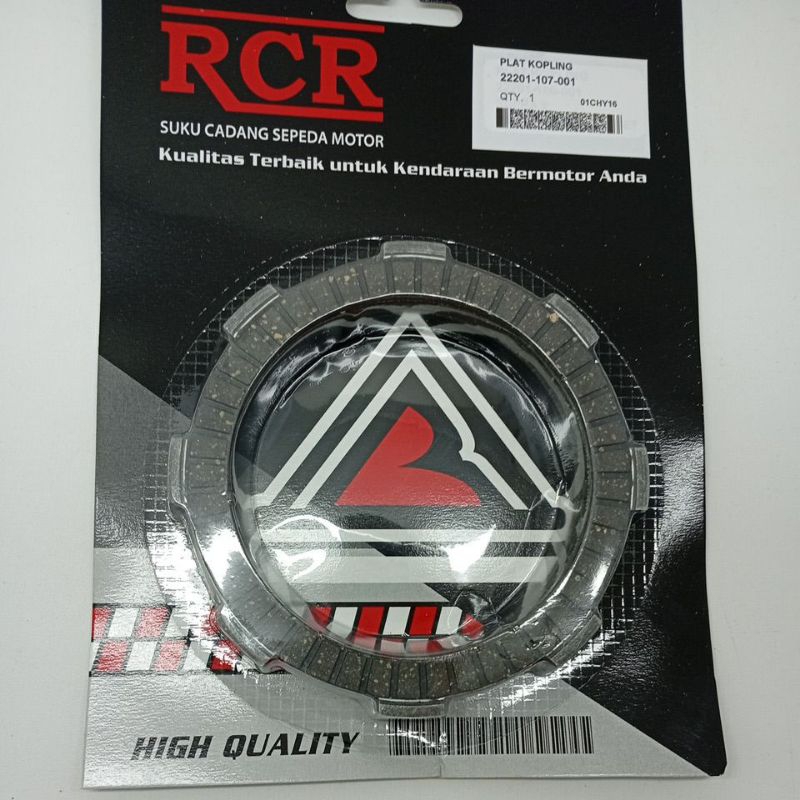 RCR
SUKU CADANG SEPEDA MOTOR
Kualitas Terbaik untuk Kendaraan Bermotor Anda
PLAT KOPLING
22201-107-001
QTY. 1 01CHY16
HIGH QUALITY